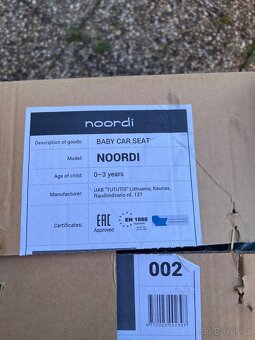 noordi
Description of goods: BABY CAR SEAT
Model: NOORDI
Age of child: 0–3 years
Manufacturer: UAB "TUTUTIS" Lithuania, Kaunas,
Raudondvario rd. 127
Certificates: EAC EN 1888
Approved
002